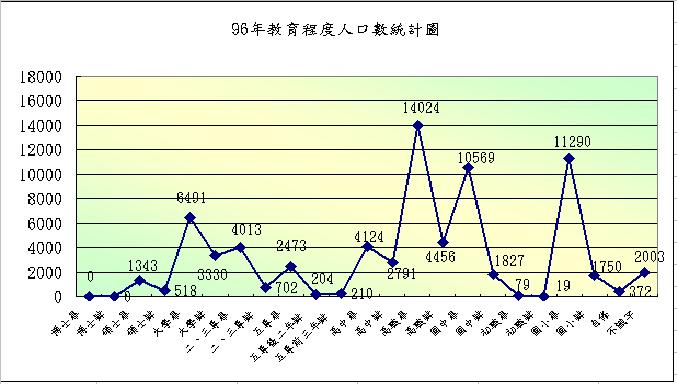 96年教育程度人口數統計圖
18000
16000
14000
12000
10000
8000
6000
4000
2000
0
0
0
1343
518
6491
3330
4013
702
2473
204
210
4124
2791
14024
4456
10569
1827
79
19
11290
1750
372
2003
博士畢
博士肄
碩士畢
碩士肄
大學畢
大學肄
二、三專畢
二、三專肄
五專畢
五專後二年肄
五專前三年肄
高中畢
高中肄
高職畢
高職肄
國中畢
國中肄
初職畢
初職肄
國小畢
國小肄
自修
不識字